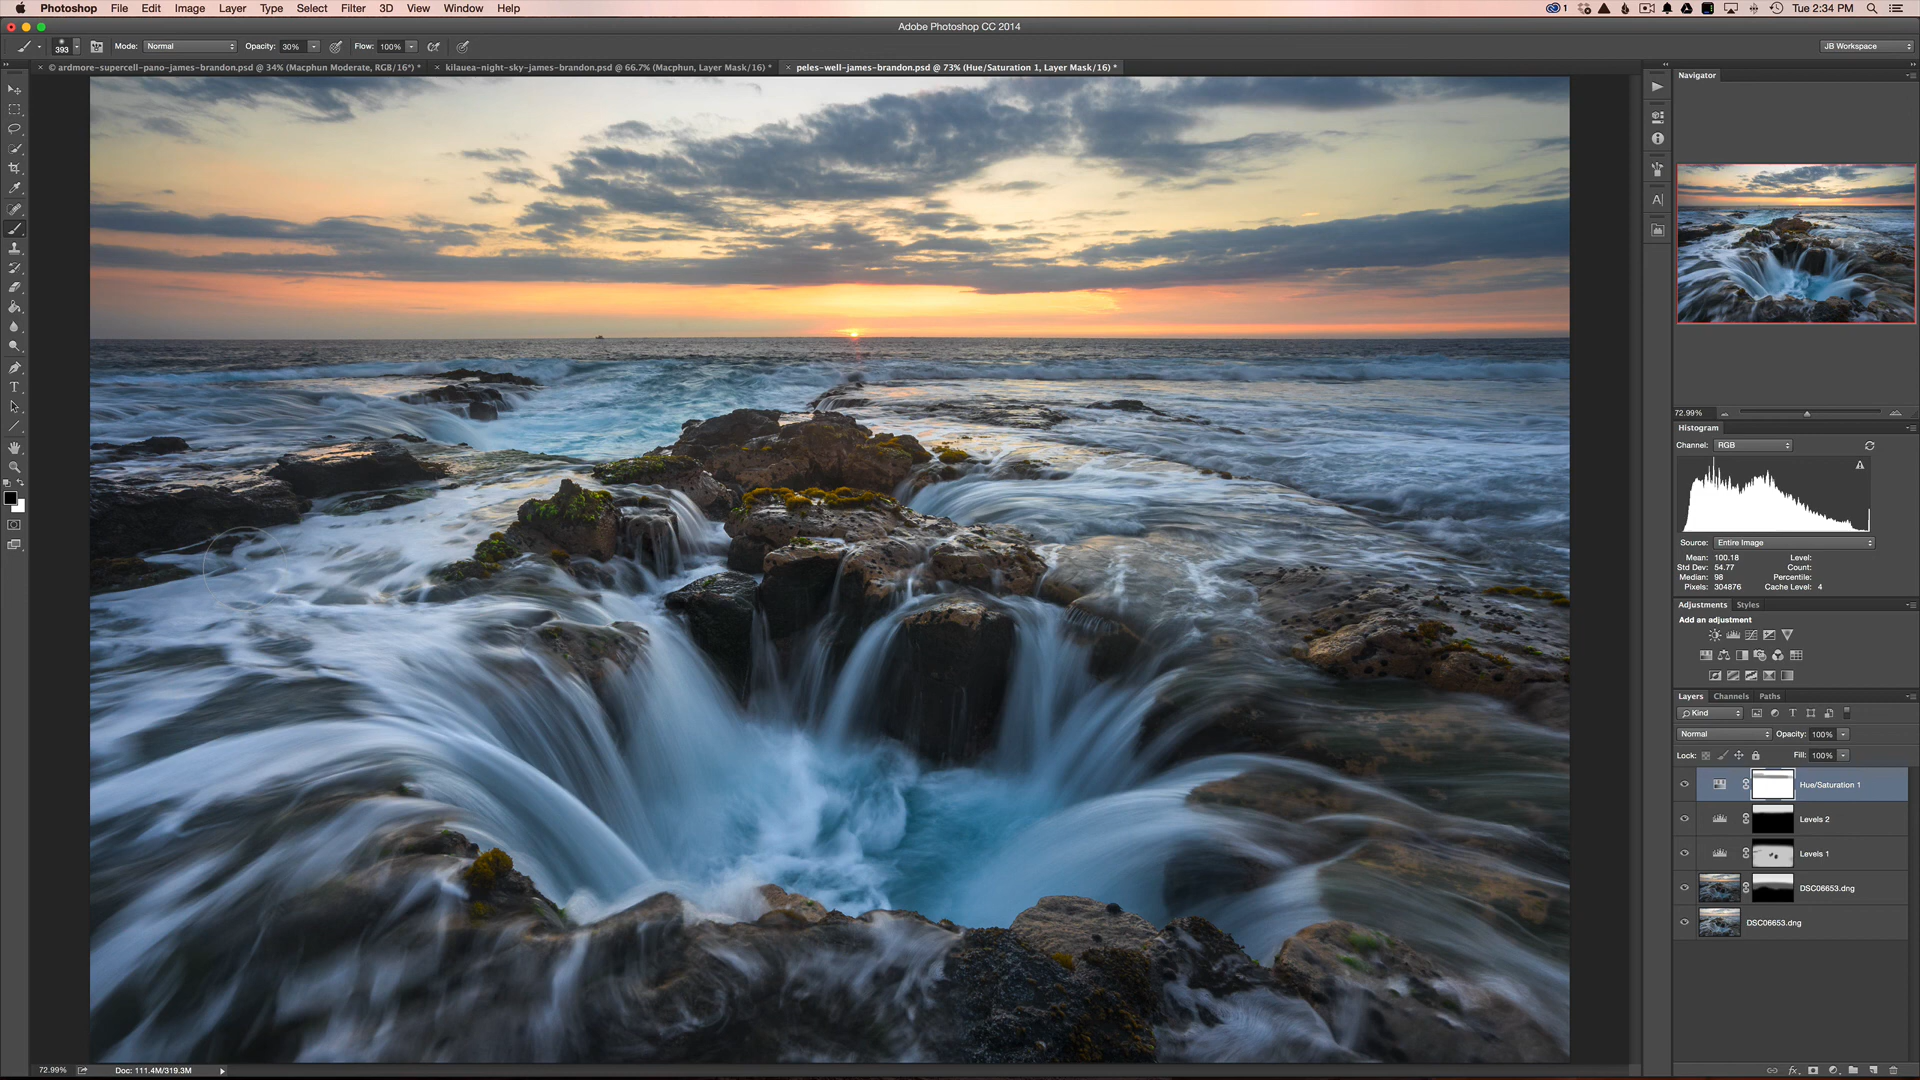 Photoshop File Edit Image Layer Type Select Filter 3D View Window Help 1 Tue 2:34 PM
Adobe Photoshop CC 2014
393 Mode: Normal Opacity: 30% Flow: 100% JB Workspace
© ardmore-supercell-pano-james-brandon.psd @ 34% (Macphun Moderate, RGB/16*) * kilauea-night-sky-james-brandon.psd @ 66.7% (Macphun, Layer Mask/16) * peles-well-james-brandon.psd @ 73% (Hue/Saturation 1, Layer Mask/16) *
Navigator
72.99%
Histogram
Channel: RGB
Source: Entire Image
Mean: 100.18 Level:
Std Dev: 54.77 Count:
Median: 98 Percentile:
Pixels: 304876 Cache Level: 4
Adjustments Styles
Add an adjustment
Layers Channels Paths
Kind
Normal Opacity: 100%
Lock: Fill: 100%
Hue/Saturation 1
Levels 2
Levels 1
DSC06653.dng
DSC06653.dng
72.99% Doc: 111.4M/319.3M